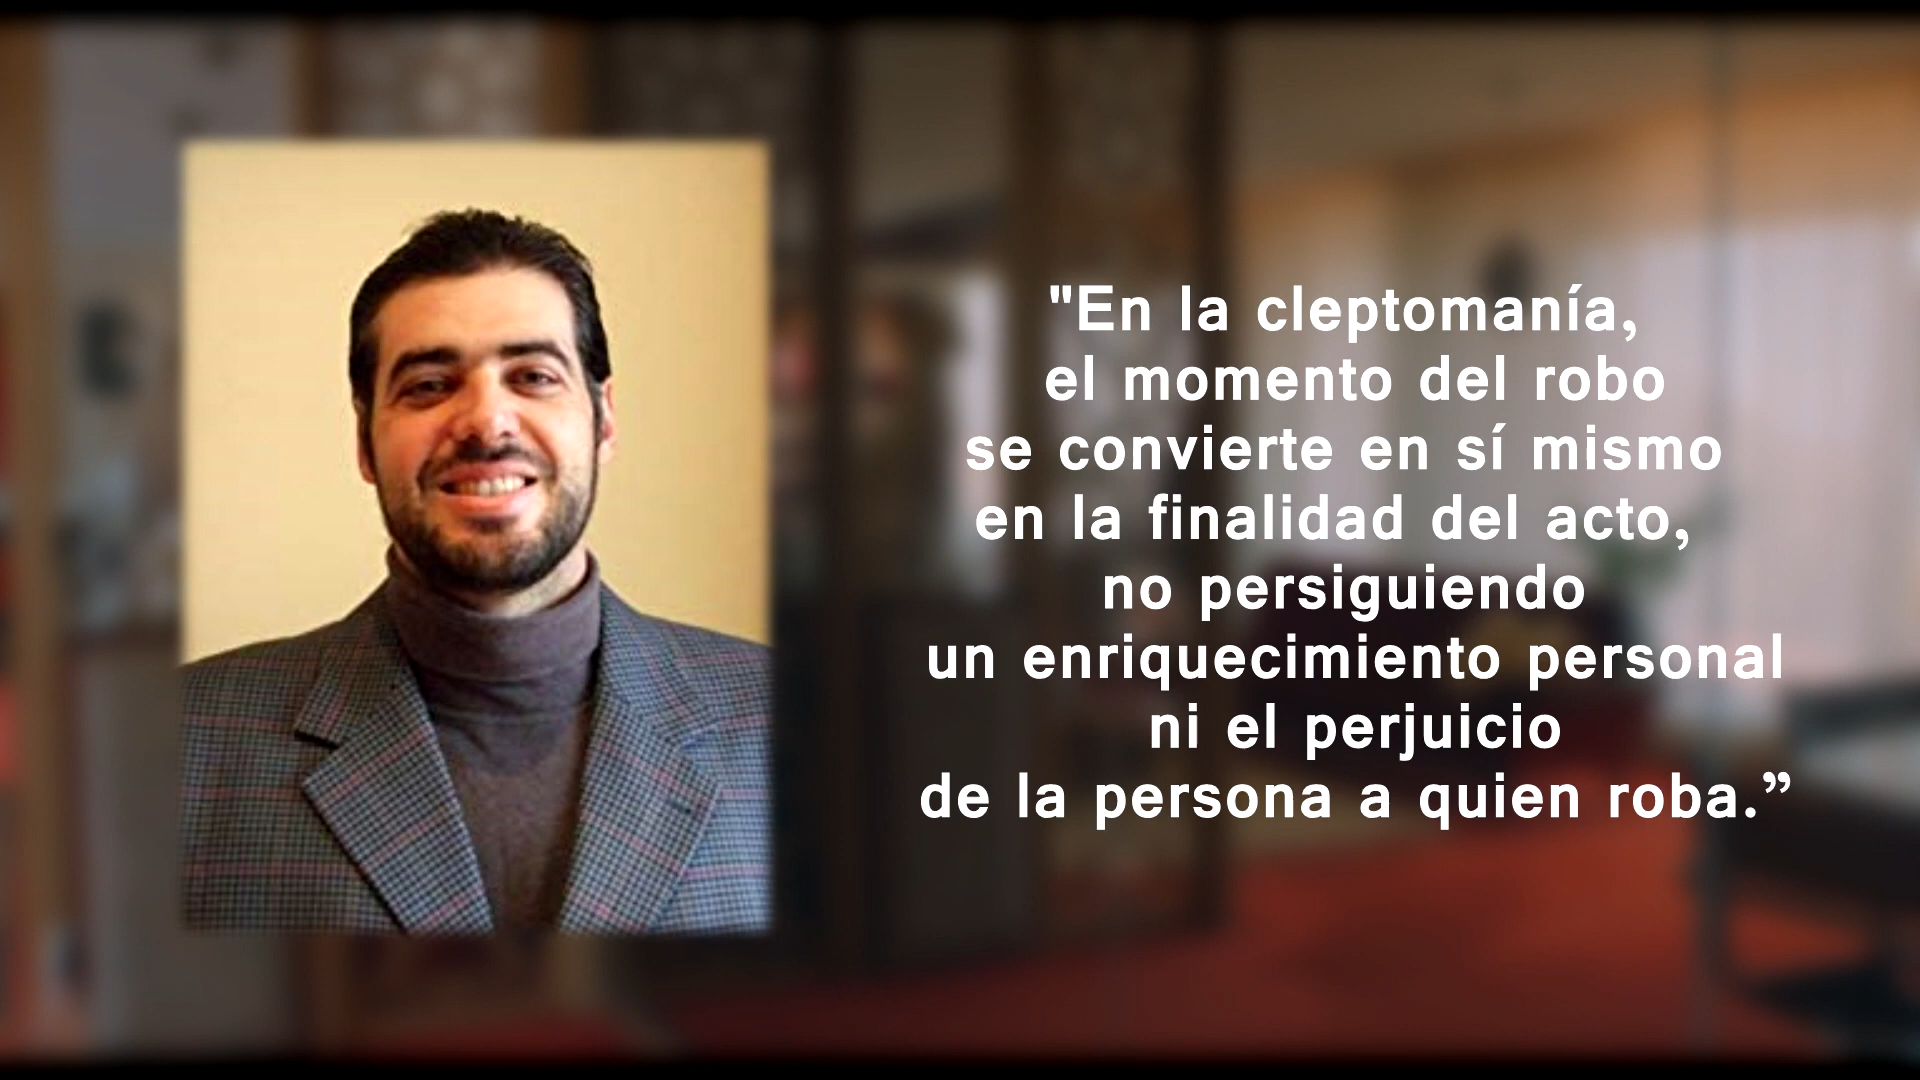 "En la cleptomanía,
el momento del robo
se convierte en sí mismo
en la finalidad del acto,
no persiguiendo
un enriquecimiento personal
ni el perjuicio
de la persona a quien roba.”